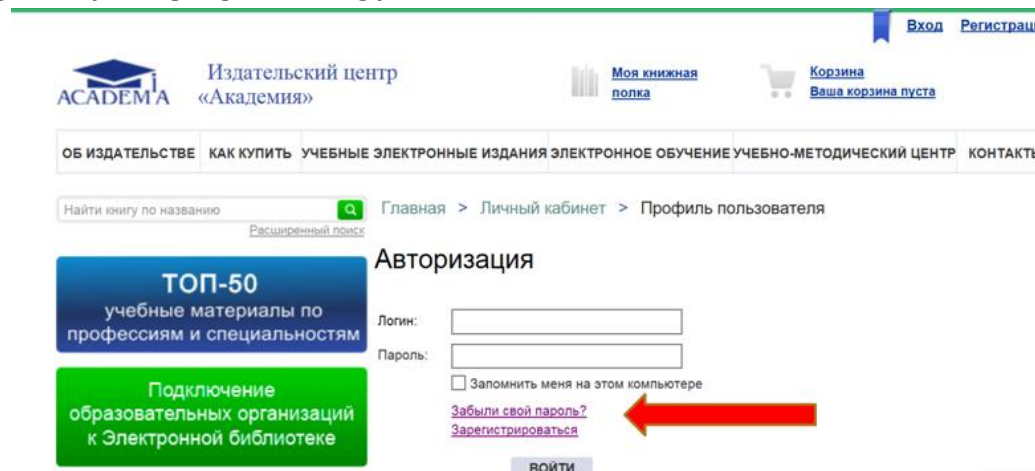 Вход Регистрац
ACADEM'A
Издательский центр
«Академия»
Моя книжная
полка
Корзина
Ваша корзина пуста
ОБ ИЗДАТЕЛЬСТВЕ КАК КУПИТЬ УЧЕБНЫЕ ЭЛЕКТРОННЫЕ ИЗДАНИЯ ЭЛЕКТРОННОЕ ОБУЧЕНИЕ УЧЕБНО-МЕТОДИЧЕСКИЙ ЦЕНТР КОНТАКТЫ
Найти книгу по названию
Расширенный поиск
Главная > Личный кабинет > Профиль пользователя
Авторизация
ТОП-50
учебные материалы по
профессиям и специальностям
Подключение
образовательных организаций
к Электронной библиотеке
Логин:
Пароль:
Запомнить меня на этом компьютере
Забыли свой пароль?
Зарегистрироваться
ВОЙТИ